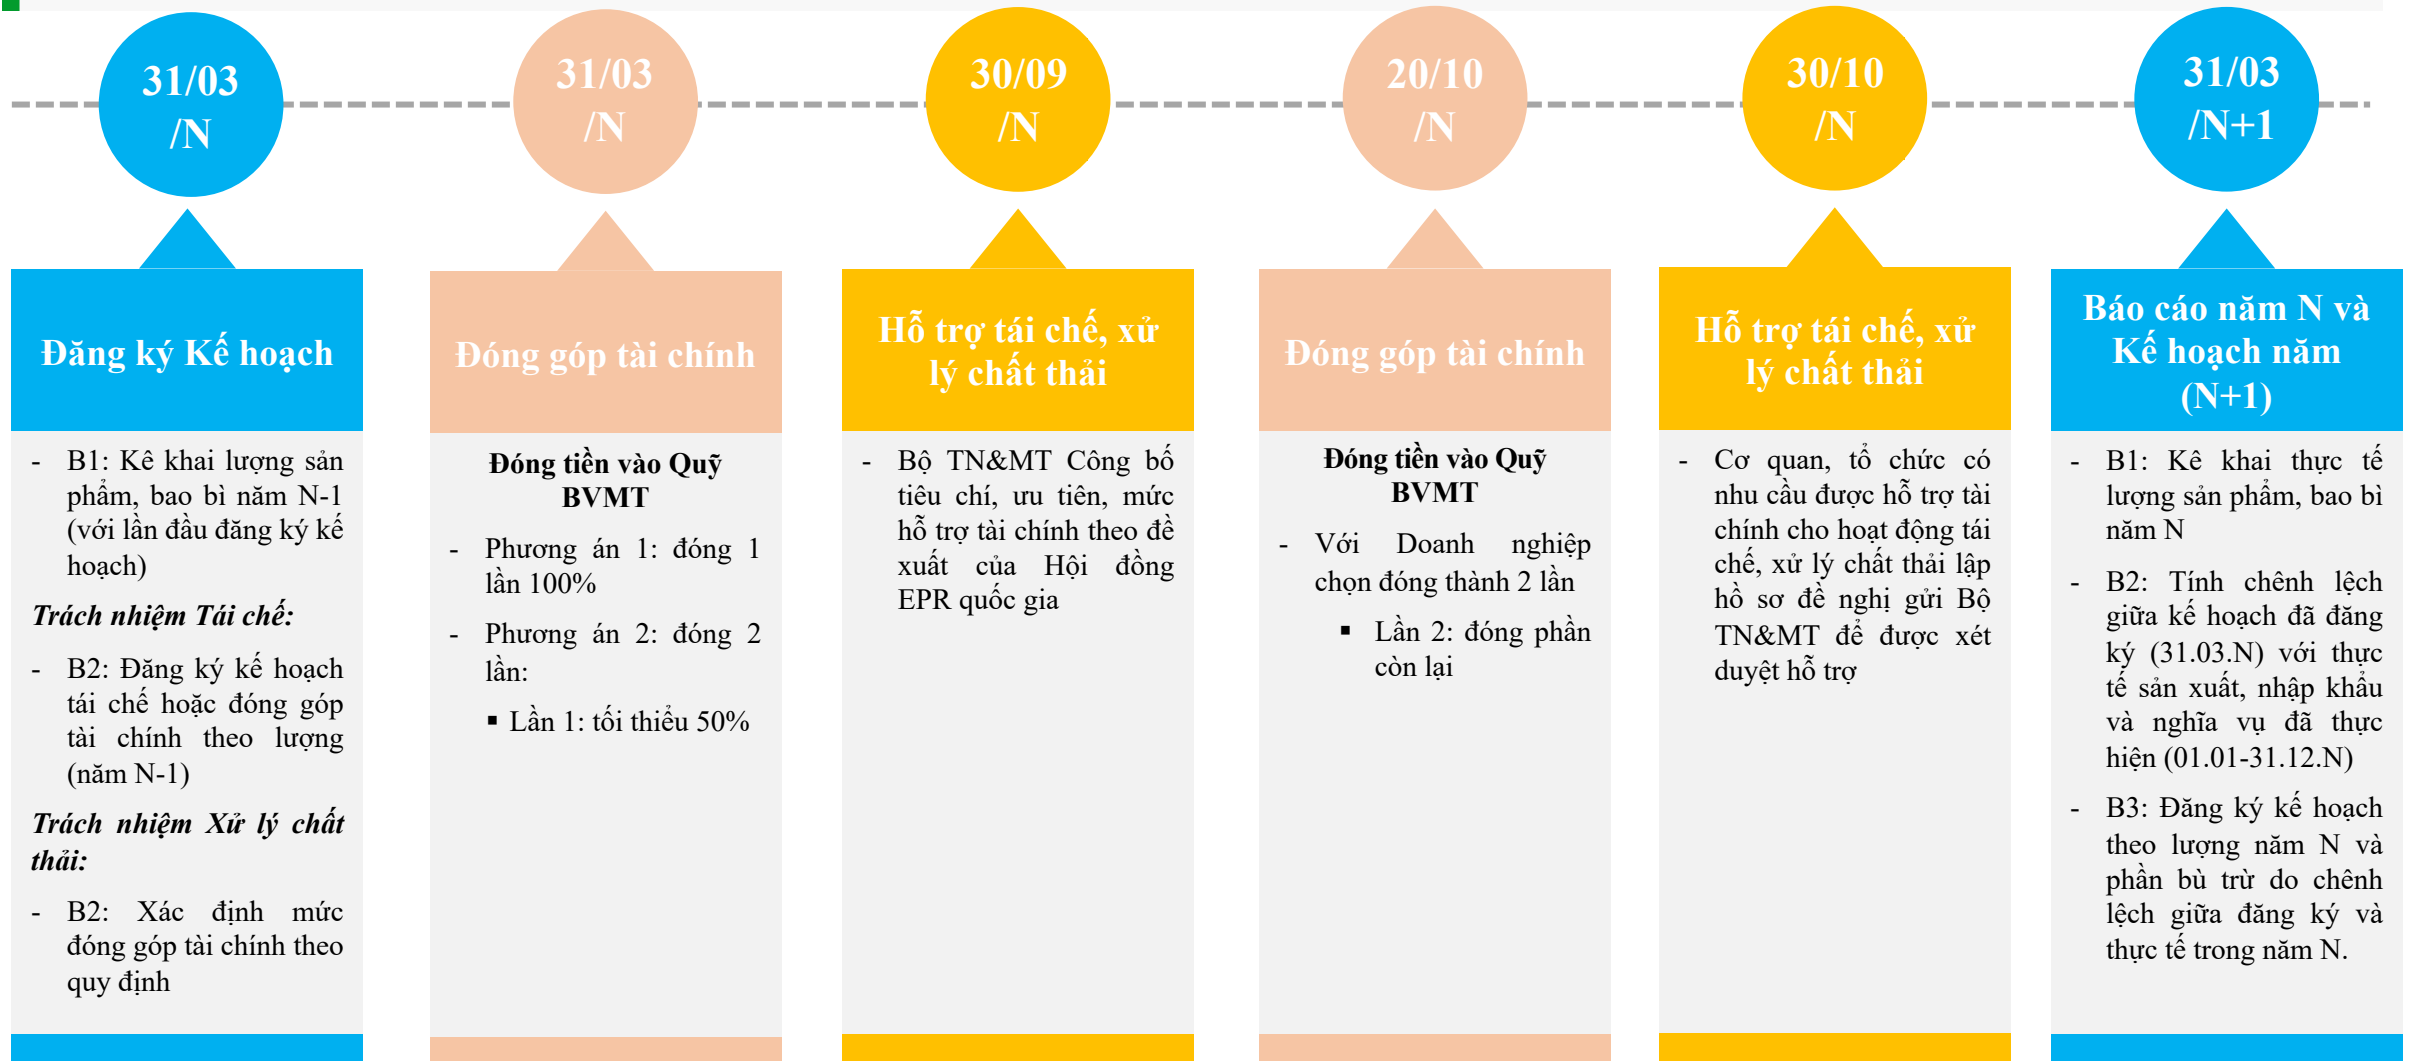 31/03
/N
31/03
/N
30/09
/N
20/10
/N
30/10
/N
31/03
/N+1
Đăng ký Kế hoạch
- B1: Kê khai lượng sản
phẩm, bao bì năm N-1
(với lần đầu đăng ký kế
hoạch)
Trách nhiệm Tái chế:
- B2: Đăng ký kế hoạch
tái chế hoặc đóng góp
tài chính theo lượng
(năm N-1)
Trách nhiệm Xử lý chất
thải:
- B2: Xác định mức
đóng góp tài chính theo
quy định
Đóng góp tài chính
Đóng tiền vào Quỹ
BVMT
- Phương án 1: đóng 1
lần 100%
- Phương án 2: đóng 2
lần:
▪ Lần 1: tối thiểu 50%
Hỗ trợ tái chế, xử
lý chất thải
- Bộ TN&MT Công bố
tiêu chí, ưu tiên, mức
hỗ trợ tài chính theo đề
xuất của Hội đồng
EPR quốc gia
Đóng góp tài chính
Đóng tiền vào Quỹ
BVMT
- Với Doanh nghiệp
chọn đóng thành 2 lần
▪ Lần 2: đóng phần
còn lại
Hỗ trợ tái chế, xử
lý chất thải
- Cơ quan, tổ chức có
nhu cầu được hỗ trợ tài
chính cho hoạt động tái
chế, xử lý chất thải lập
hồ sơ đề nghị gửi Bộ
TN&MT để được xét
duyệt hỗ trợ
Báo cáo năm N và
Kế hoạch năm
(N+1)
- B1: Kê khai thực tế
lượng sản phẩm, bao bì
năm N
- B2: Tính chênh lệch
giữa kế hoạch đã đăng
ký (31.03.N) với thực
tế sản xuất, nhập khẩu
và nghĩa vụ đã thực
hiện (01.01-31.12.N)
- B3: Đăng ký kế hoạch
theo lượng năm N và
phần bù trừ do chênh
lệch giữa đăng ký và
thực tế trong năm N.